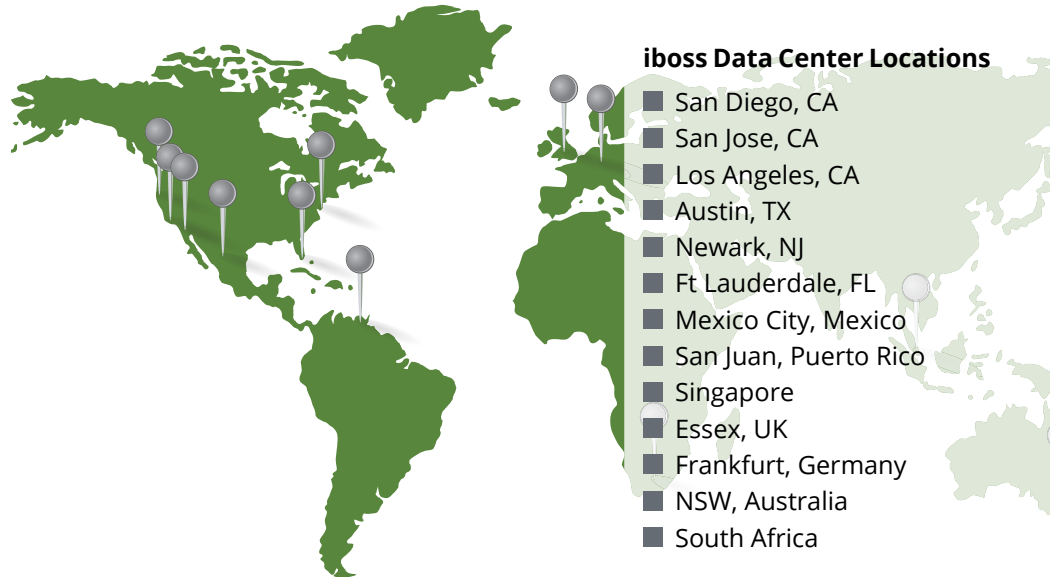 iboss Data Center Locations
San Diego, CA
San Jose, CA
Los Angeles, CA
Austin, TX
Newark, NJ
Ft Lauderdale, FL
Mexico City, Mexico
San Juan, Puerto Rico
Singapore
Essex, UK
Frankfurt, Germany
NSW, Australia
South Africa